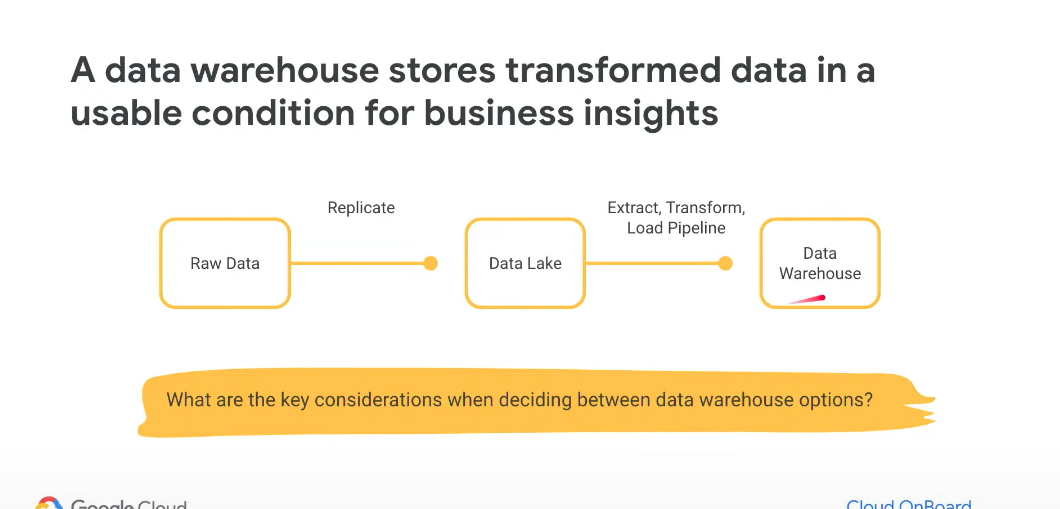 A data warehouse stores transformed data in a
usable condition for business insights
Replicate
Extract, Transform,
Load Pipeline
Raw Data
Data Lake
Data
Warehouse
What are the key considerations when deciding between data warehouse options?
Google Cloud
Cloud OnBoard